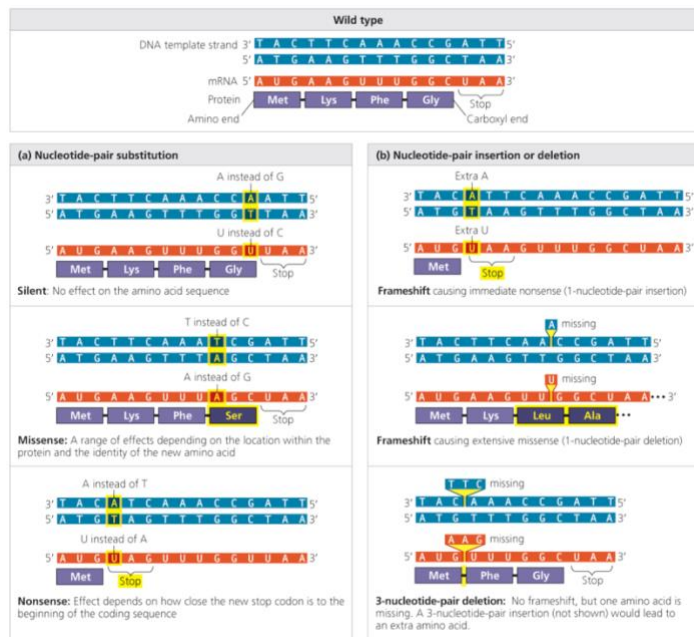 Wild type
DNA template strand 3' T A C T T C A A A C C G A T T 5'
5' A T G A A G T T T G G C T A A 3'
mRNA 5' A U G A A G U U U G G C U A A 3'
Protein Met Lys Phe Gly Stop
Amino end Carboxyl end
(a) Nucleotide-pair substitution
A instead of G
3' T A C T T C A A A C C A A T T 5'
5' A T G A A G T T T G G T T A A 3'
U instead of C
5' A U G A A G U U U G G U U A A 3'
Met Lys Phe Gly Stop
Silent: No effect on the amino acid sequence
T instead of C
3' T A C T T C A A A T C G A T T 5'
5' A T G A A G T T T A G C T A A 3'
A instead of G
5' A U G A A G U U U A G C U A A 3'
Met Lys Phe Ser Stop
Missense: A range of effects depending on the location within the
protein and the identity of the new amino acid
A instead of T
3' T A C A T C A A A C C G A T T 5'
5' A T G T A G T T T G G C T A A 3'
U instead of A
5' A U G U A G U U U G G U U A A 3'
Met Stop
Nonsense: Effect depends on how close the new stop codon is to the
beginning of the coding sequence
(b) Nucleotide-pair insertion or deletion
Extra A
3' T A C A T T C A A A C C G A T T 5'
5' A T G T A A G T T T G G C T A A 3'
Extra U
5' A U G U A A G U U U G G C U A A 3'
Met Stop
Frameshift causing immediate nonsense (1-nucleotide-pair insertion)
A missing
3' T A C T T C A A C C G A T T 5'
5' A T G A A G T T G G C T A A 3'
U missing
5' A U G A A G U U G G C U A A ••• 3'
Met Lys Leu Ala •••
Frameshift causing extensive missense (1-nucleotide-pair deletion)
T T C missing
3' T A C A A A C C G A T T 5'
5' A T G T T T G G C T A A 3'
A A G missing
5' A U G U U U G G C U A A 3'
Met Phe Gly Stop
3-nucleotide-pair deletion: No frameshift, but one amino acid is
missing. A 3-nucleotide-pair insertion (not shown) would lead to
an extra amino acid.